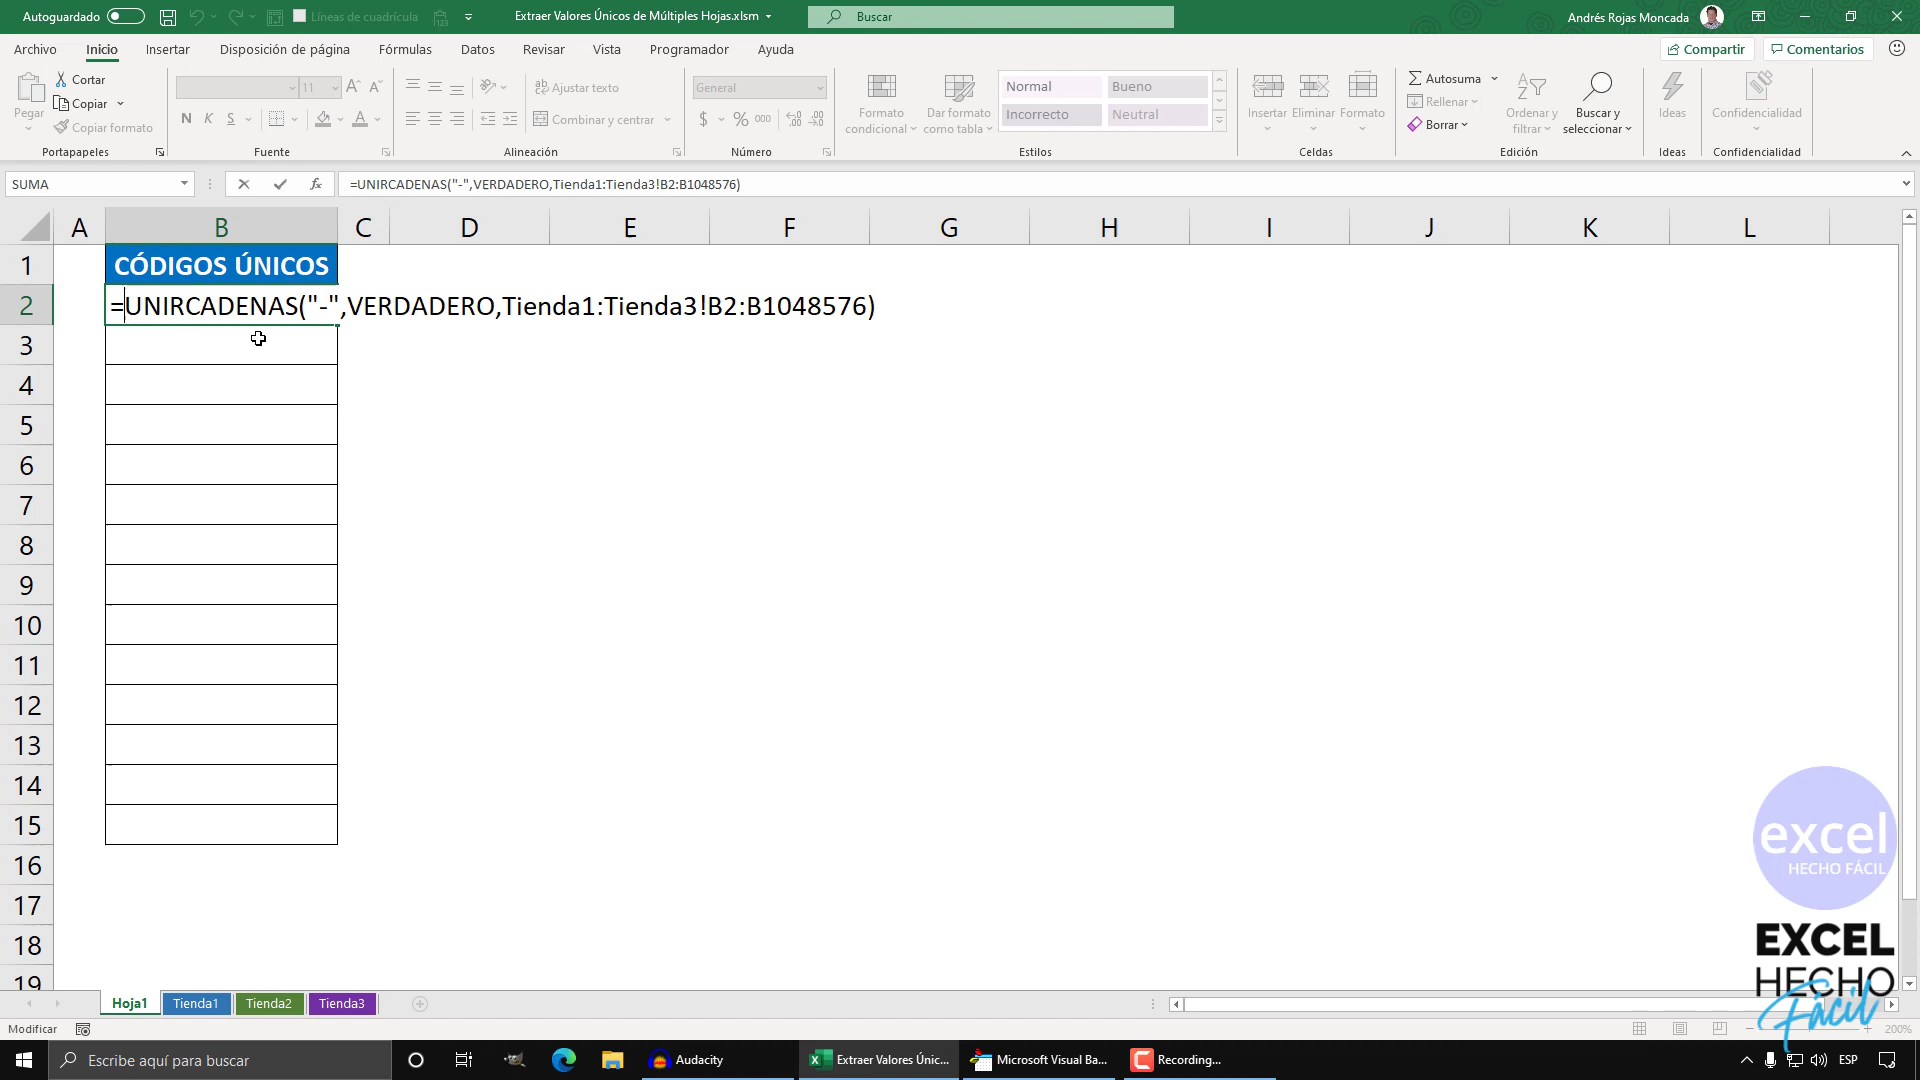 Autoguardado
Líneas de cuadrícula
Extraer Valores Únicos de Múltiples Hojas.xlsm
Buscar
Andrés Rojas Moncada
Archivo Inicio Insertar Disposición de página Fórmulas Datos Revisar Vista Programador Ayuda
Compartir Comentarios
Pegar
Cortar
Copiar
Copiar formato
Portapapeles
11
N K S
Fuente
Ajustar texto
Combinar y centrar
Alineación
General
$ % 000
Número
Formato
condicional
Dar formato
como tabla
Normal Bueno
Incorrecto Neutral
Estilos
Insertar Eliminar Formato
Celdas
Autosuma
Rellenar
Borrar
Ordenar y
filtrar
Buscar y
seleccionar
Edición
Ideas
Ideas
Confidencialidad
Confidencialidad
SUMA
fx
=UNIRCADENAS("-",VERDADERO,Tienda1:Tienda3!B2:B1048576)
A B C D E F G H I J K L
1 CÓDIGOS ÚNICOS
2 =UNIRCADENAS("-",VERDADERO,Tienda1:Tienda3!B2:B1048576)
3
4
5
6
7
8
9
10
11
12
13
14
15
16
17
18
19
excel
HECHO FÁCIL
EXCEL
HECHO
Fácil
Hoja1 Tienda1 Tienda2 Tienda3
Modificar
200%
Escribe aquí para buscar
Audacity
Extraer Valores Únic...
Microsoft Visual Ba...
Recording...
ESP